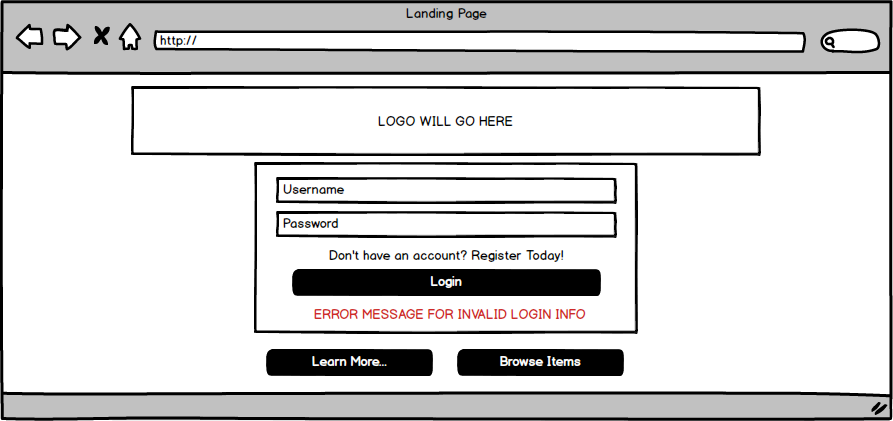 Landing Page
http://
LOGO WILL GO HERE
Username
Password
Don't have an account? Register Today!
Login
ERROR MESSAGE FOR INVALID LOGIN INFO
Learn More...
Browse Items